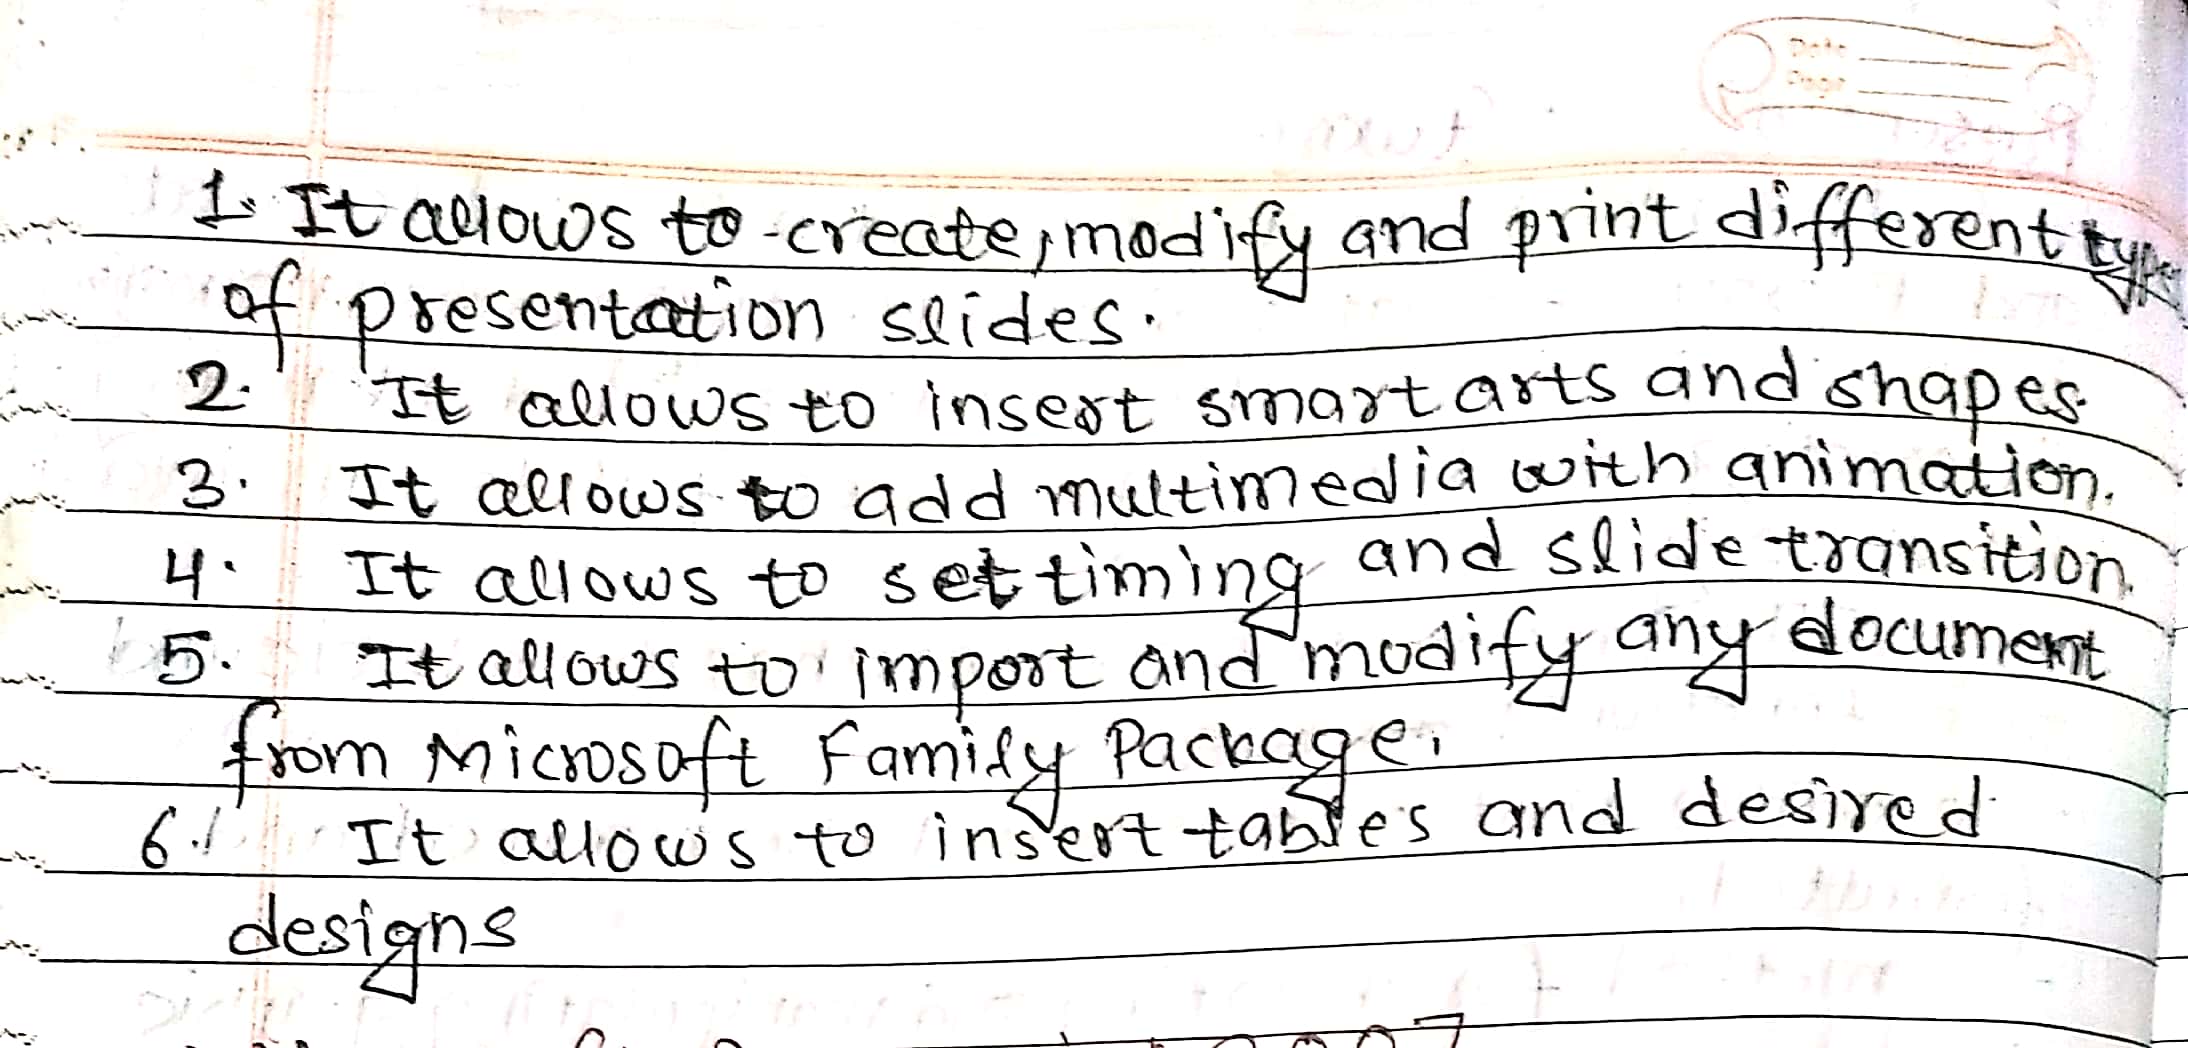 Date
Page
1. It allows to create, modify and print different type
of presentation slides.
2. It allows to insert smart arts and shapes.
3. It allows to add multimedia with animation.
4. It allows to set timing and slide transition.
5. It allows to import and modify any document
from Microsoft Family Package.
6. It allows to insert tables and desired
designs